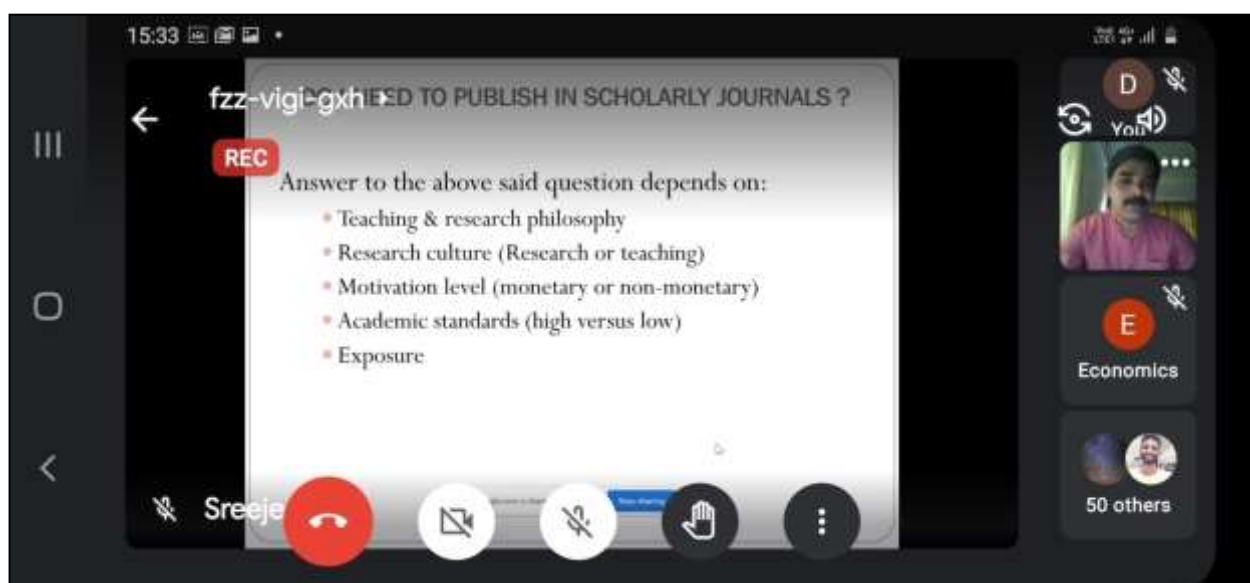 15:33
fzz-vigi-gxh
NEED TO PUBLISH IN SCHOLARLY JOURNALS ?
REC
Answer to the above said question depends on:
Teaching & research philosophy
Research culture (Research or teaching)
Motivation level (monetary or non-monetary)
Academic standards (high versus low)
Exposure
Sreeje
D
You
E
Economics
50 others